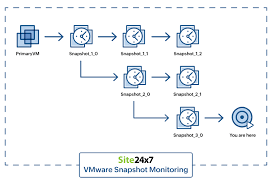 PrimaryVM
Snapshot_1_0
Snapshot_1_1
Snapshot_1_2
Snapshot_2_0
Snapshot_2_1
Snapshot_3_0
You are here
Site24x7
VMware Snapshot Monitoring